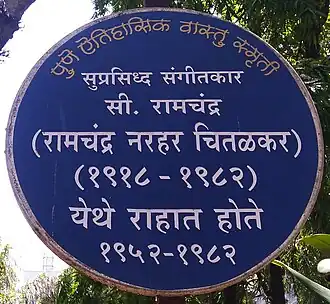 पुणे ऐतिहासिक वास्तु स्मृती
सुप्रसिध्द संगीतकार
सी. रामचंद्र
(रामचंद्र नरहर चितळकर)
(१९१८ - १९८२)
येथे राहात होते
१९५२-१९८२